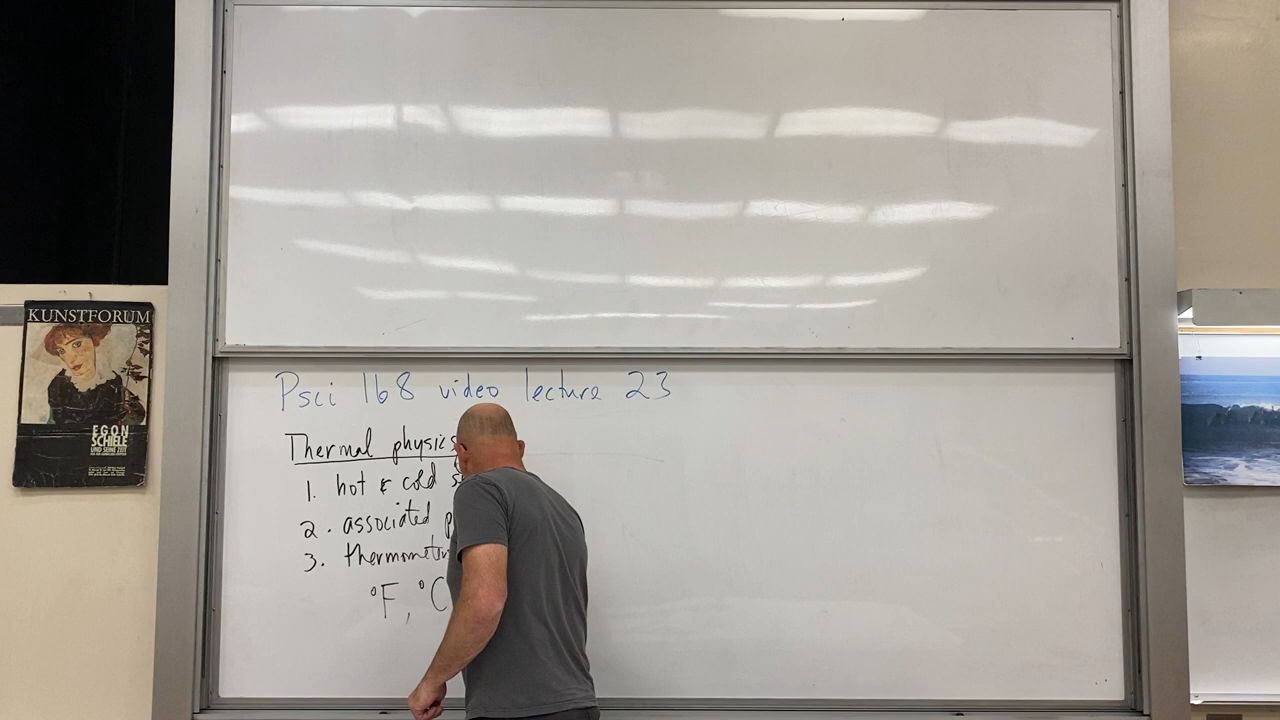 KUNSTFORUM
EGON
SCHIELE
UND SEINE ZEIT
Psci 168 video lecture 23
Thermal physics
1. hot & cold
2. associated
3.
°F, °C